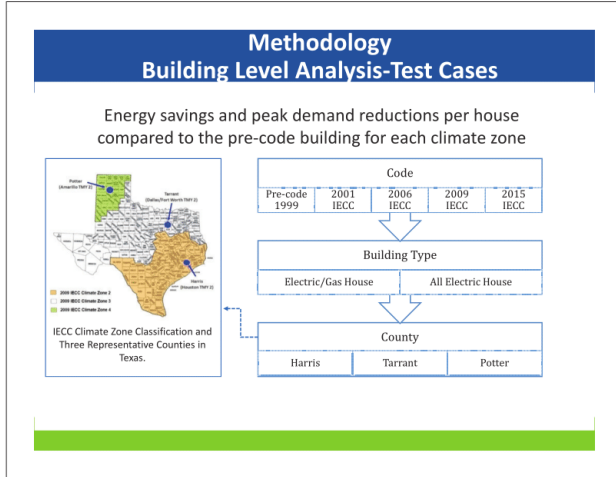 Methodology
Building Level Analysis-Test Cases
Energy savings and peak demand reductions per house
compared to the pre-code building for each climate zone
Potter
(Amarillo TMY 2)
Tarrant
(Dallas/Fort Worth TMY 2)
Harris
(Houston TMY 2)
2009 IECC Climate Zone 2
2009 IECC Climate Zone 3
2009 IECC Climate Zone 4
IECC Climate Zone Classification and
Three Representative Counties in
Texas.
Code
Pre-code 2001 2006 2009 2015
1999 IECC IECC IECC IECC
Building Type
Electric/Gas House All Electric House
County
Harris Tarrant Potter